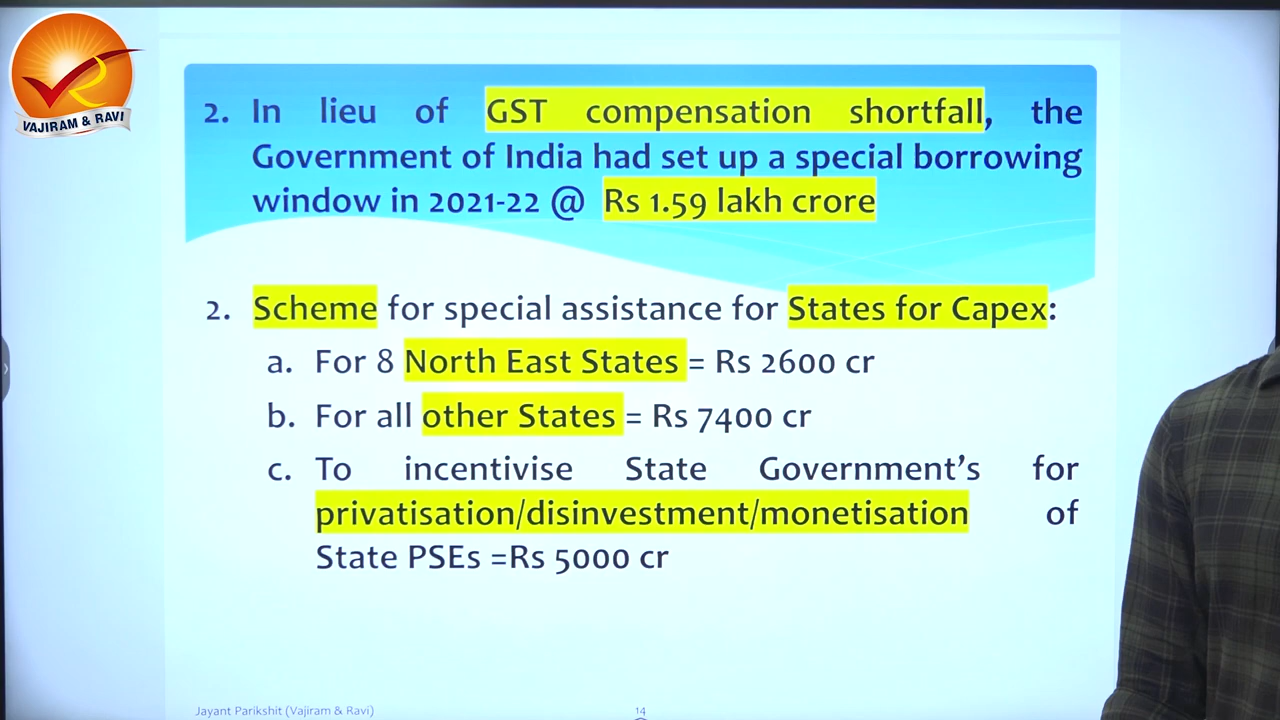 VAJIRAM & RAVI
2. In lieu of GST compensation shortfall, the
Government of India had set up a special borrowing
window in 2021-22 @ Rs 1.59 lakh crore
2. Scheme for special assistance for States for Capex:
a. For 8 North East States = Rs 2600 cr
b. For all other States = Rs 7400 cr
c. To incentivise State Government’s for
privatisation/disinvestment/monetisation of
State PSEs =Rs 5000 cr
Jayant Parikshit (Vajiram & Ravi)
14